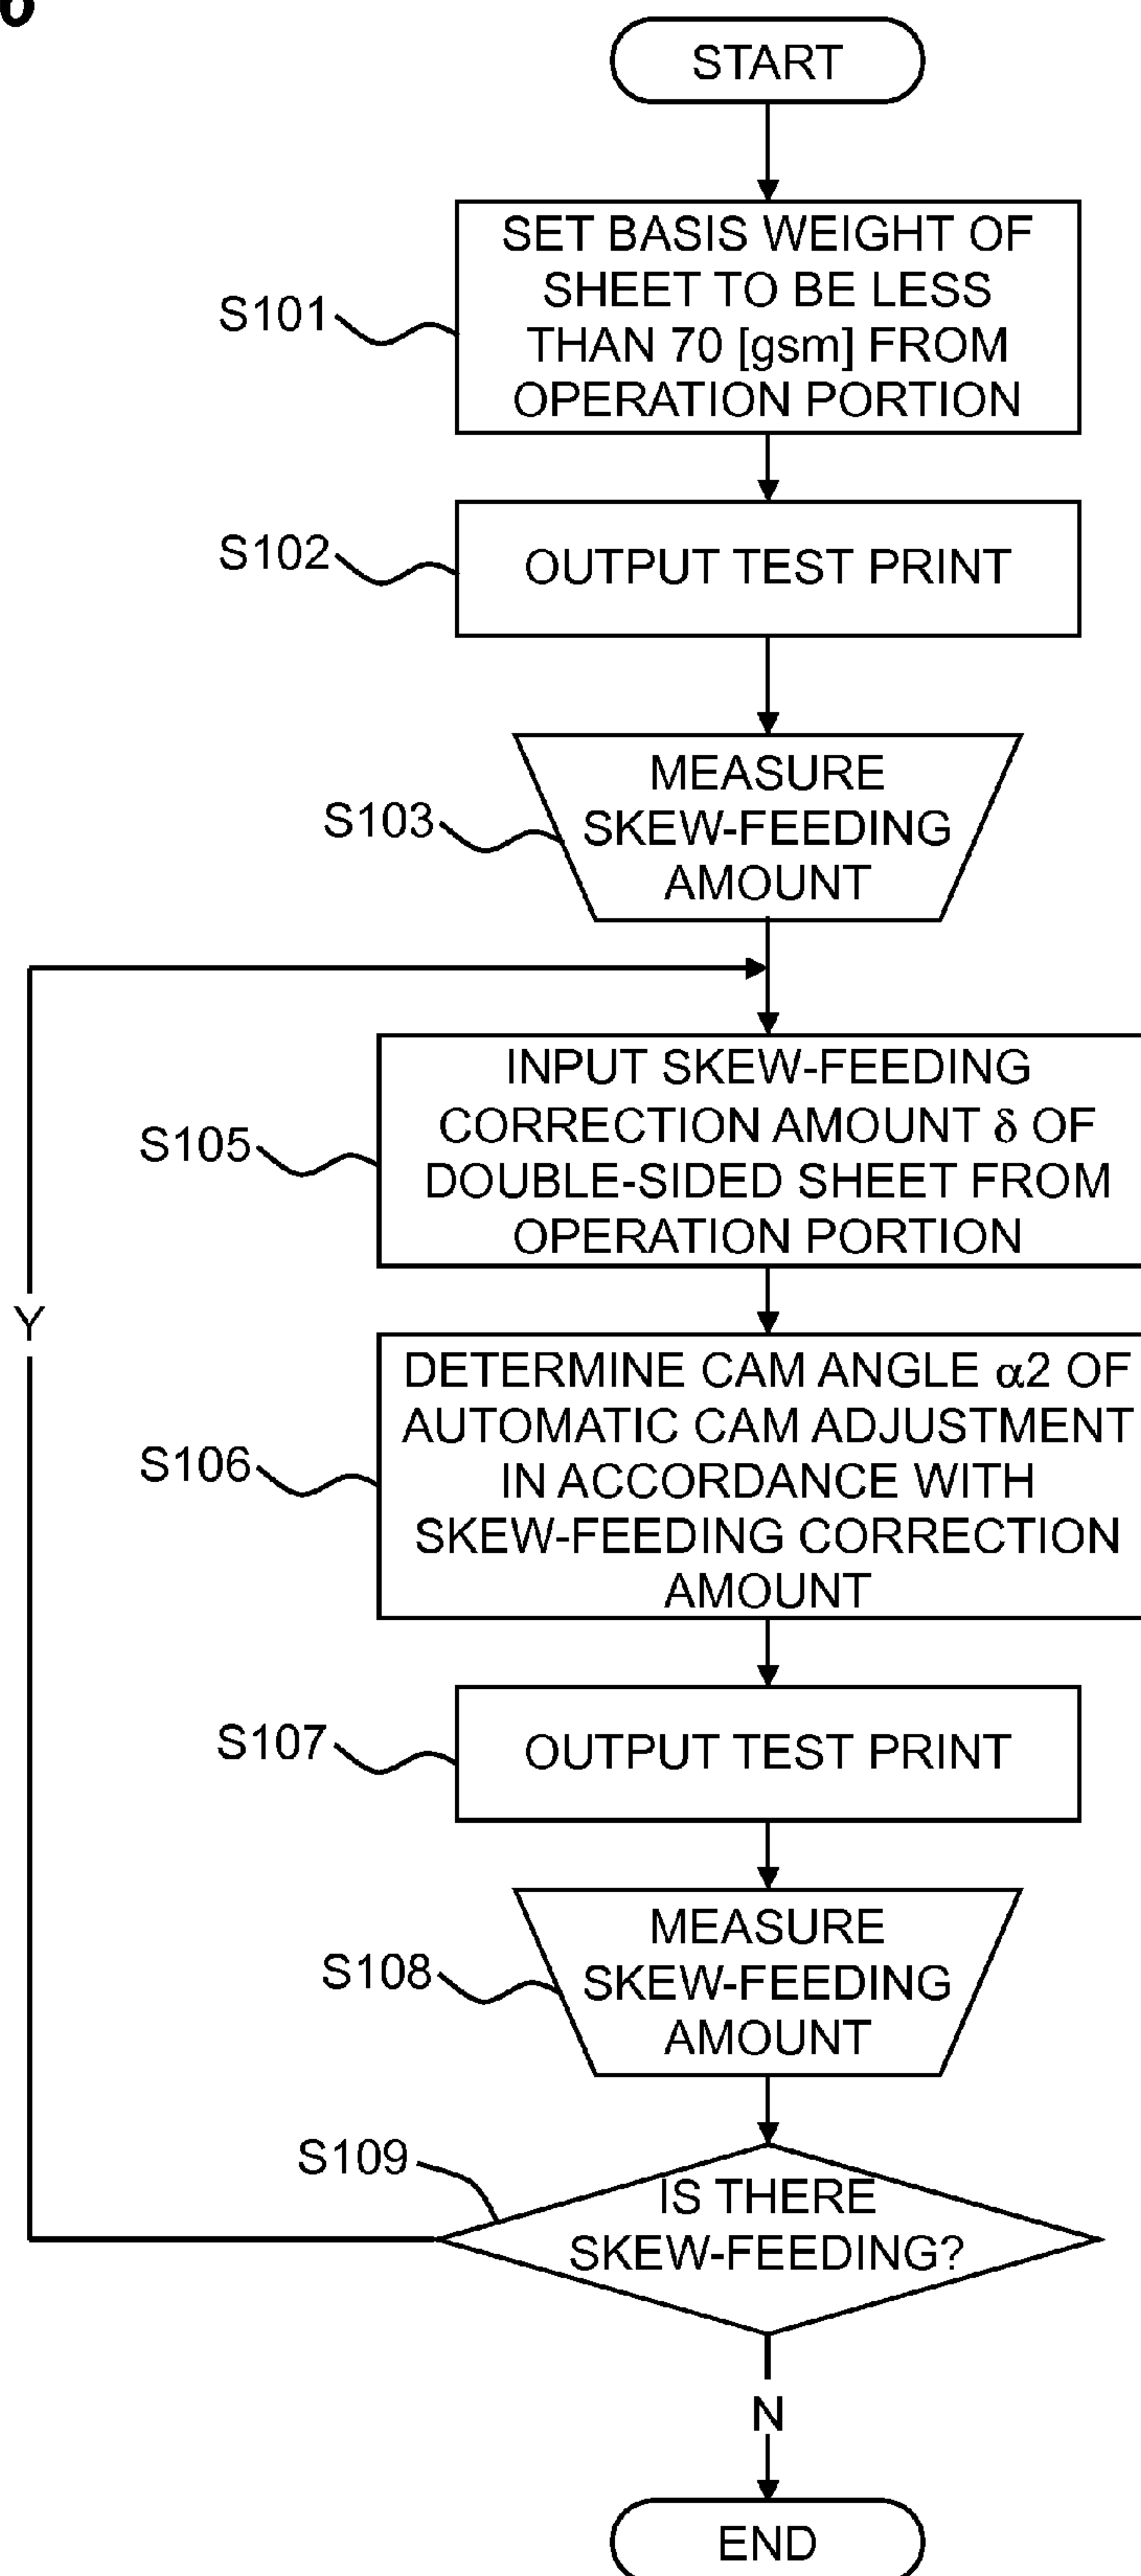 6
START
S101
SET BASIS WEIGHT OF
SHEET TO BE LESS
THAN 70 [gsm] FROM
OPERATION PORTION
S102
OUTPUT TEST PRINT
S103
MEASURE
SKEW-FEEDING
AMOUNT
S105
INPUT SKEW-FEEDING
CORRECTION AMOUNT δ OF
DOUBLE-SIDED SHEET FROM
OPERATION PORTION
Y
S106
DETERMINE CAM ANGLE α2 OF
AUTOMATIC CAM ADJUSTMENT
IN ACCORDANCE WITH
SKEW-FEEDING CORRECTION
AMOUNT
S107
OUTPUT TEST PRINT
S108
MEASURE
SKEW-FEEDING
AMOUNT
S109
IS THERE
SKEW-FEEDING?
N
END